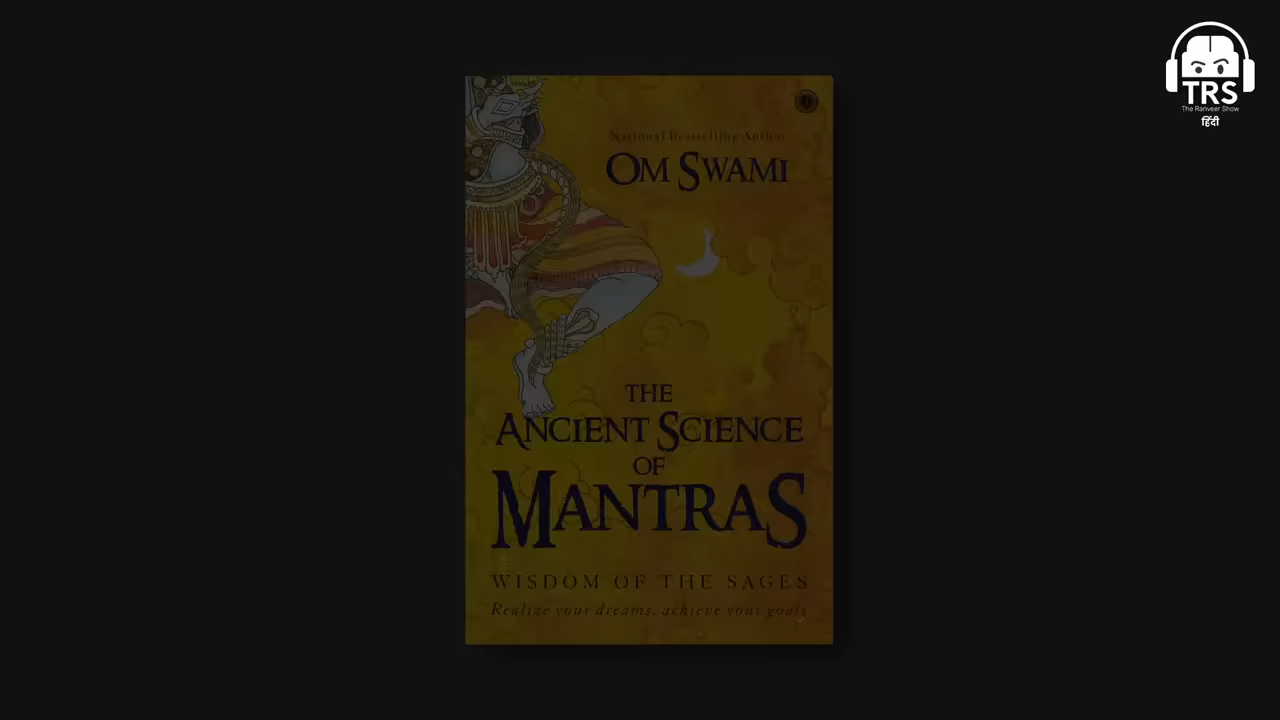 TRS
The Ranveer Show
हिंदी
National Bestselling Author
OM SWAMI
THE
ANCIENT SCIENCE
OF
MANTRAS
WISDOM OF THE SAGES
Realize your dreams, achieve your goals